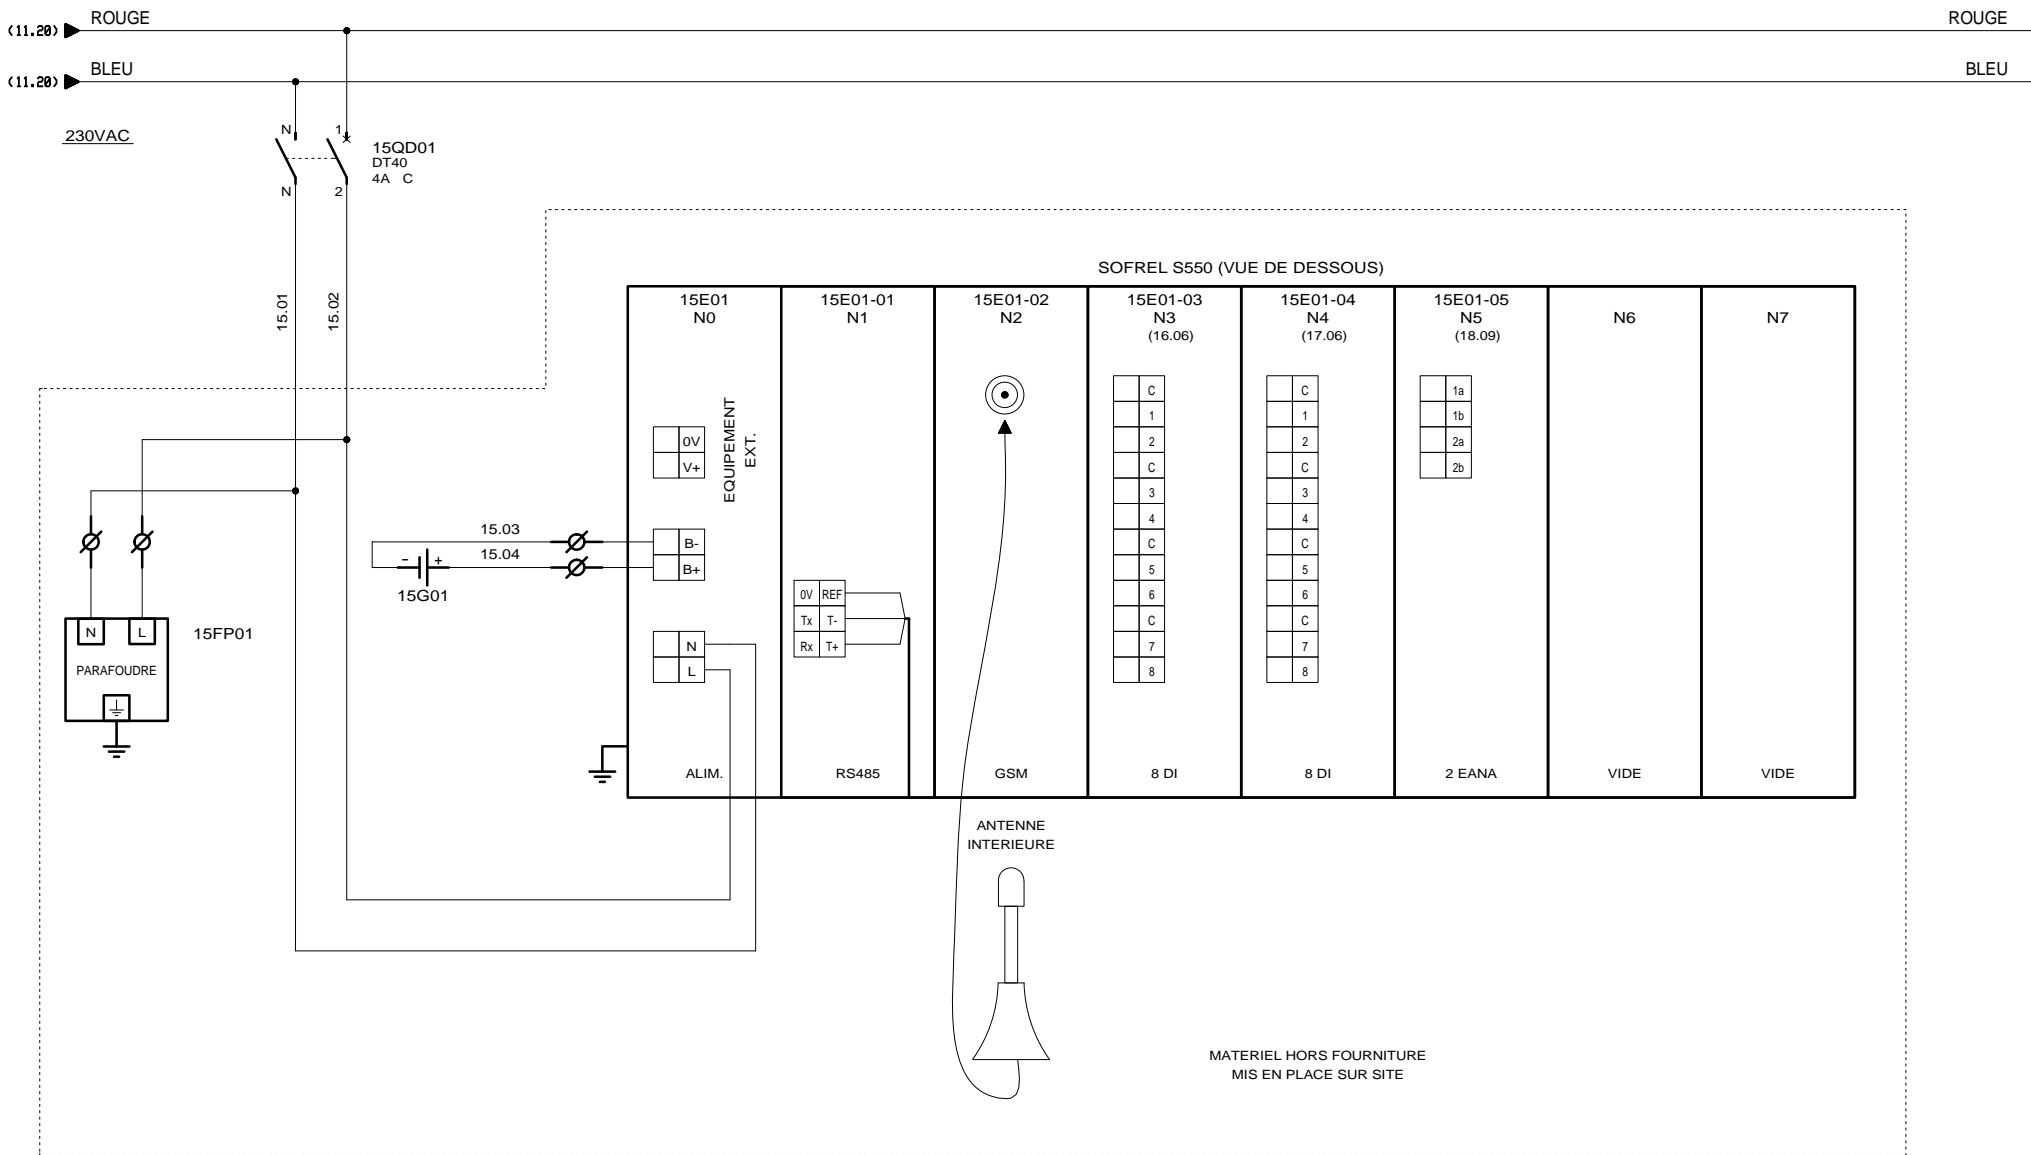 (11.20) ROUGE ROUGE
(11.20) BLEU BLEU
230VAC
N 1
15QD01
DT40
4A C
N 2
15.01
15.02
SOFREL S550 (VUE DE DESSOUS)
15E01
N0
EQUIPEMENT
EXT.
0V
V+
15.03
15.04
- +
15G01
B-
B+
N
L
ALIM.
15E01-01
N1
0V REF
Tx T-
Rx T+
RS485
15E01-02
N2
GSM
15E01-03
N3
(16.06)
C
1
2
C
3
4
C
5
6
C
7
8
8 DI
15E01-04
N4
(17.06)
C
1
2
C
3
4
C
5
6
C
7
8
8 DI
15E01-05
N5
(18.09)
1a
1b
2a
2b
2 EANA
N6
VIDE
N7
VIDE
N L
15FP01
PARAFOUDRE
ANTENNE
INTERIEURE
MATERIEL HORS FOURNITURE
MIS EN PLACE SUR SITE